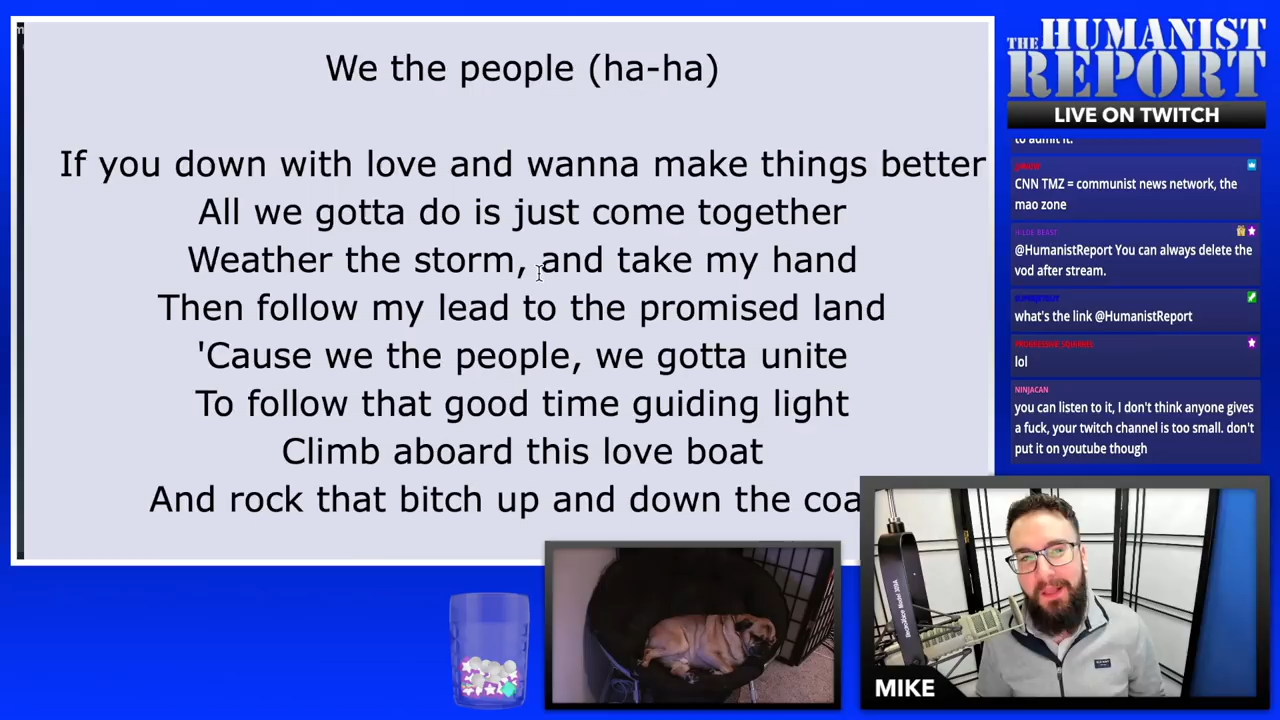 We the people (ha-ha)
If you down with love and wanna make things better
All we gotta do is just come together
Weather the storm, and take my hand
Then follow my lead to the promised land
'Cause we the people, we gotta unite
To follow that good time guiding light
Climb aboard this love boat
And rock that bitch up and down the coa
THE HUMANIST
REPORT
LIVE ON TWITCH
to admit it.
CNN TMZ = communist news network, the
mao zone
HILDE BEAST
@HumanistReport You can always delete the
vod after stream.
what's the link @HumanistReport
PROGRESSIVE_SQUIRREL
lol
NINJACAN
you can listen to it, I don't think anyone gives
a fuck, your twitch channel is too small. don't
put it on youtube though
MIKE